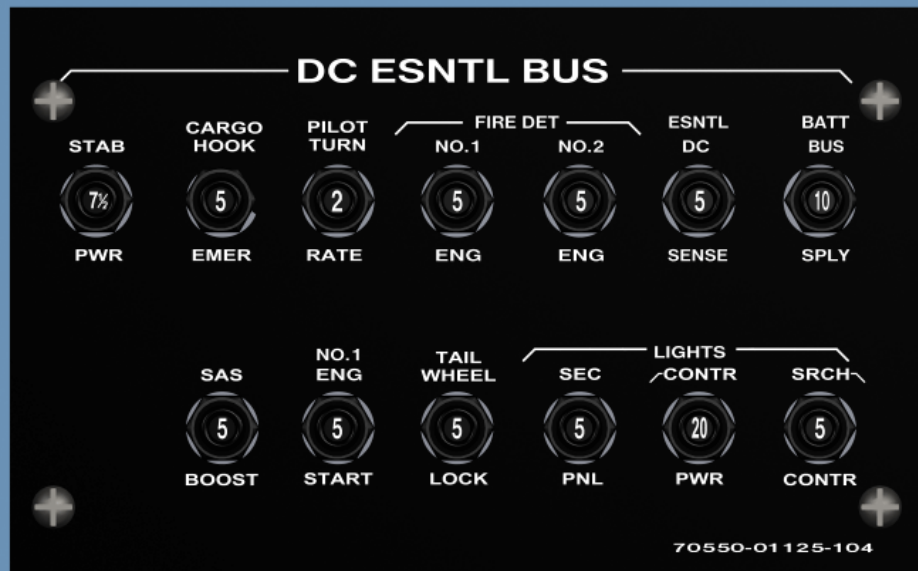 DC ESNTL BUS
CARGO PILOT FIRE DET ESNTL BATT
STAB HOOK TURN NO.1 NO.2 DC BUS
7½ 5 2 5 5 5 10
PWR EMER RATE ENG ENG SENSE SPLY
NO.1 TAIL LIGHTS
SAS ENG WHEEL SEC CONTR SRCH
5 5 5 5 20 5
BOOST START LOCK PNL PWR CONTR
70550-01125-104